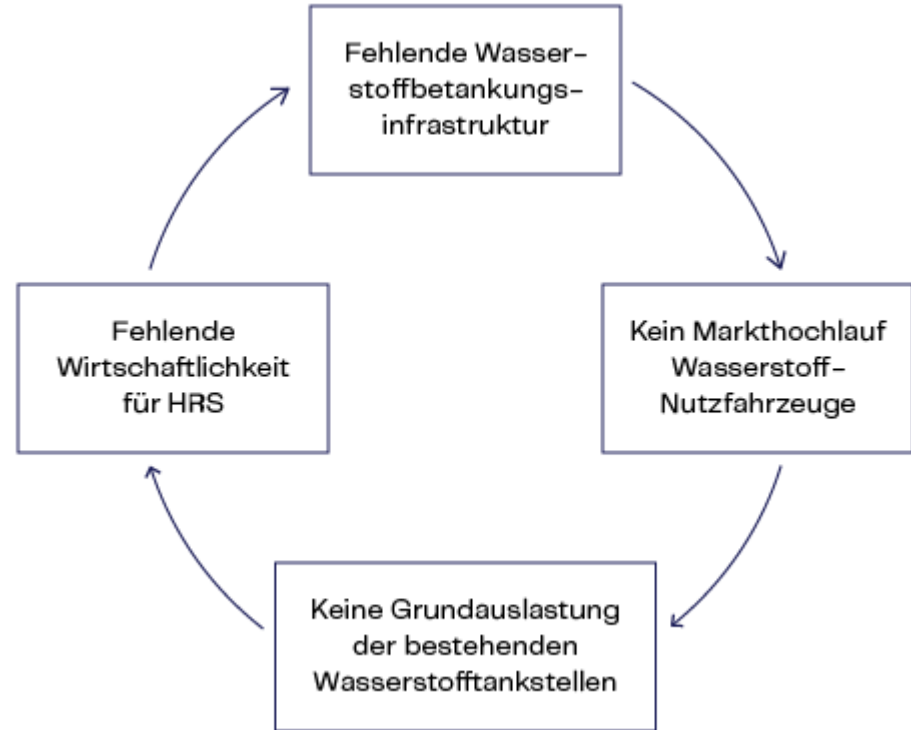 Fehlende Wasser-
stoffbetankungs-
infrastruktur
Kein Markthochlauf
Wasserstoff-
Nutzfahrzeuge
Keine Grundauslastung
der bestehenden
Wasserstofftankstellen
Fehlende
Wirtschaftlichkeit
für HRS